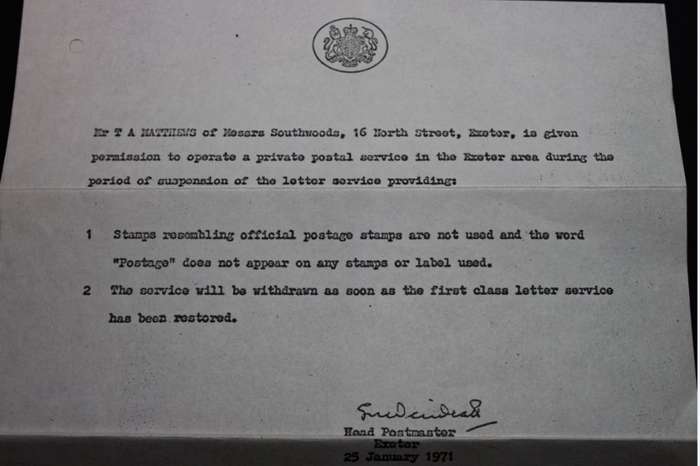 Mr T A MATTHEWS of Messrs Southwoods, 16 North Street, Exeter, is given
permission to operate a private postal service in the Exeter area during the
period of suspension of the letter service providing:
1 Stamps resembling official postage stamps are not used and the word
"Postage" does not appear on any stamps or label used.
2 The service will be withdrawn as soon as the first class letter service
has been restored.
Head Postmaster
Exeter
25 January 1971